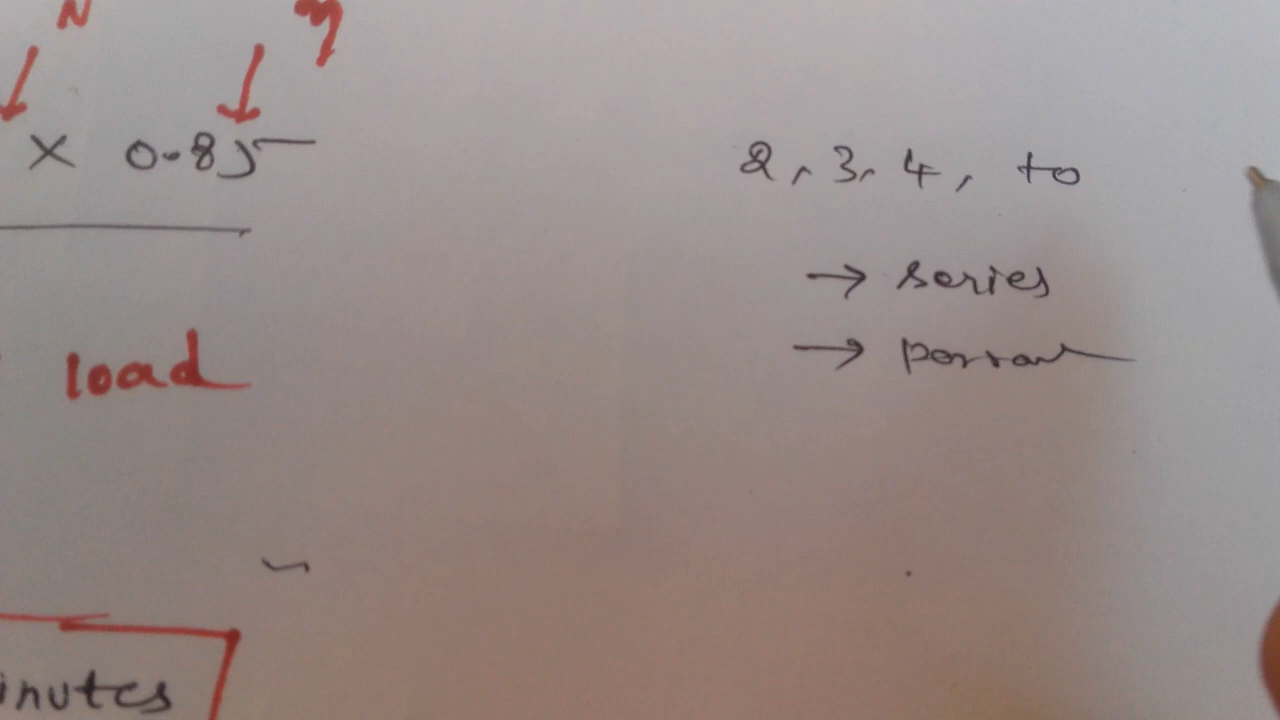 N η
× 0.85
2, 3, 4, to
→ series
→
load
inutes